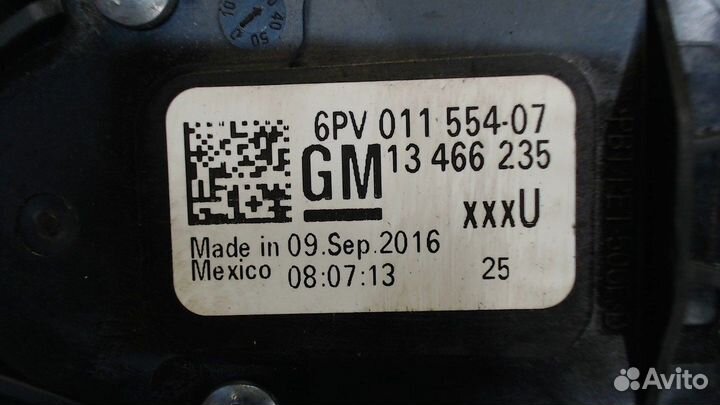 6PV 011 554-07
GM 13 466 235
xxxU
Made in 09.Sep.2016
Mexico 08:07:13 25
Avito